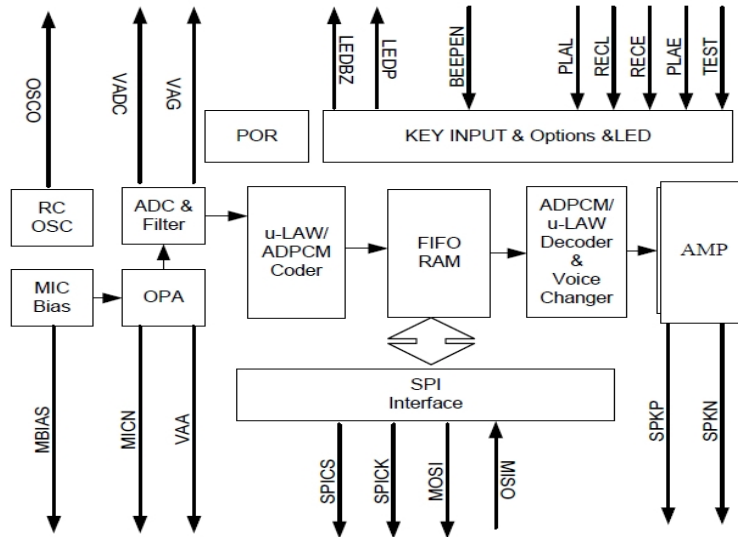 OSCO
VADC
VAG
LEDBZ
LEDP
BEEPEN
PLAL
RECL
RECE
PLAE
TEST
POR
KEY INPUT & Options &LED
RC
OSC
ADC &
Filter
u-LAW/
ADPCM
Coder
FIFO
RAM
ADPCM/
u-LAW
Decoder
&
Voice
Changer
AMP
MIC
Bias
OPA
SPI
Interface
MBIAS
MICN
VAA
SPICS
SPICK
MOSI
MISO
SPKP
SPKN